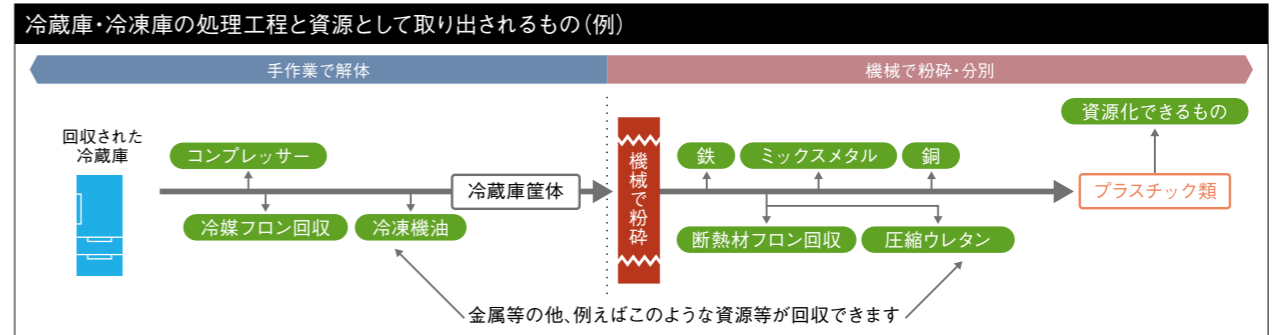 冷蔵庫・冷凍庫の処理工程と資源として取り出されるもの(例)
手作業で解体
機械で粉砕・分別
回収された
冷蔵庫
コンプレッサー
冷媒フロン回収
冷凍機油
冷蔵庫筐体
機械で粉砕
鉄
ミックスメタル
銅
断熱材フロン回収
圧縮ウレタン
資源化できるもの
プラスチック類
金属等の他、例えばこのような資源等が回収できます